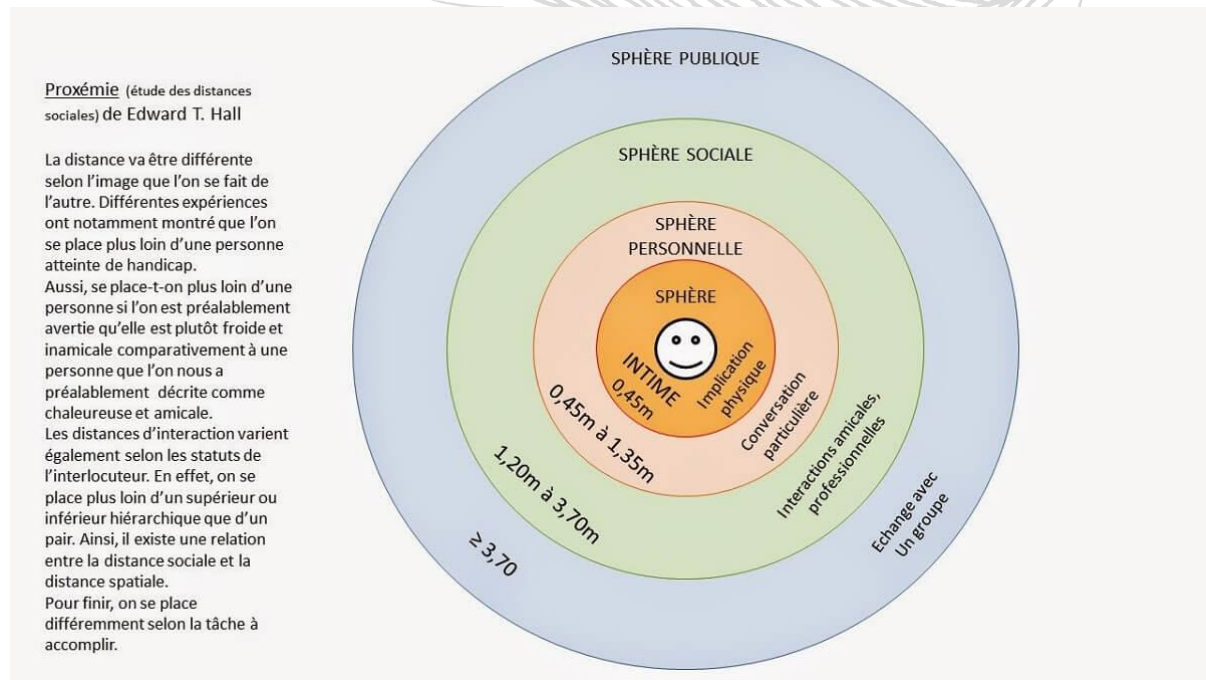 Proxémie (étude des distances
sociales) de Edward T. Hall
La distance va être différente
selon l'image que l'on se fait de
l'autre. Différentes expériences
ont notamment montré que l'on
se place plus loin d'une personne
atteinte de handicap.
Aussi, se place-t-on plus loin d'une
personne si l'on est préalablement
avertie qu'elle est plutôt froide et
inamicale comparativement à une
personne que l'on nous a
préalablement décrite comme
chaleureuse et amicale.
Les distances d'interaction varient
également selon les statuts de
l'interlocuteur. En effet, on se
place plus loin d'un supérieur ou
inférieur hiérarchique que d'un
pair. Ainsi, il existe une relation
entre la distance sociale et la
distance spatiale.
Pour finir, on se place
différemment selon la tâche à
accomplir.
SPHÈRE PUBLIQUE
SPHÈRE SOCIALE
SPHÈRE
PERSONNELLE
SPHÈRE
INTIME
0,45m
Implication
physique
0,45m à 1,35m
Conversation
particulière
1,20m à 3,70m
Interactions amicales,
professionnelles
≥ 3,70
Echange avec
Un groupe